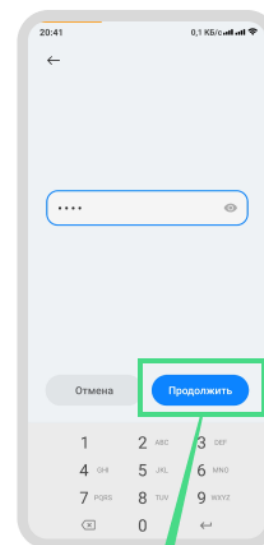 20:41 0,1 КБ/с
••••
Отмена Продолжить
1 2 ABC 3 DEF
4 GHI 5 JKL 6 MNO
7 PQRS 8 TUV 9 WXYZ
0